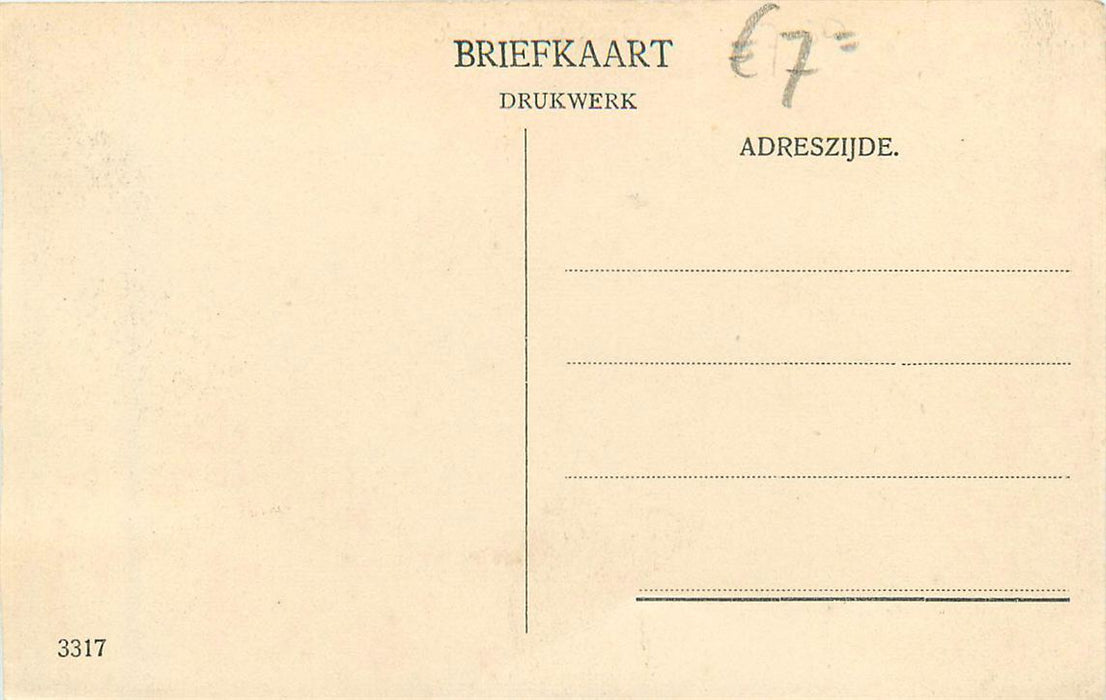 BRIEFKAART
€7=
DRUKWERK
ADRESZIJDE.
3317